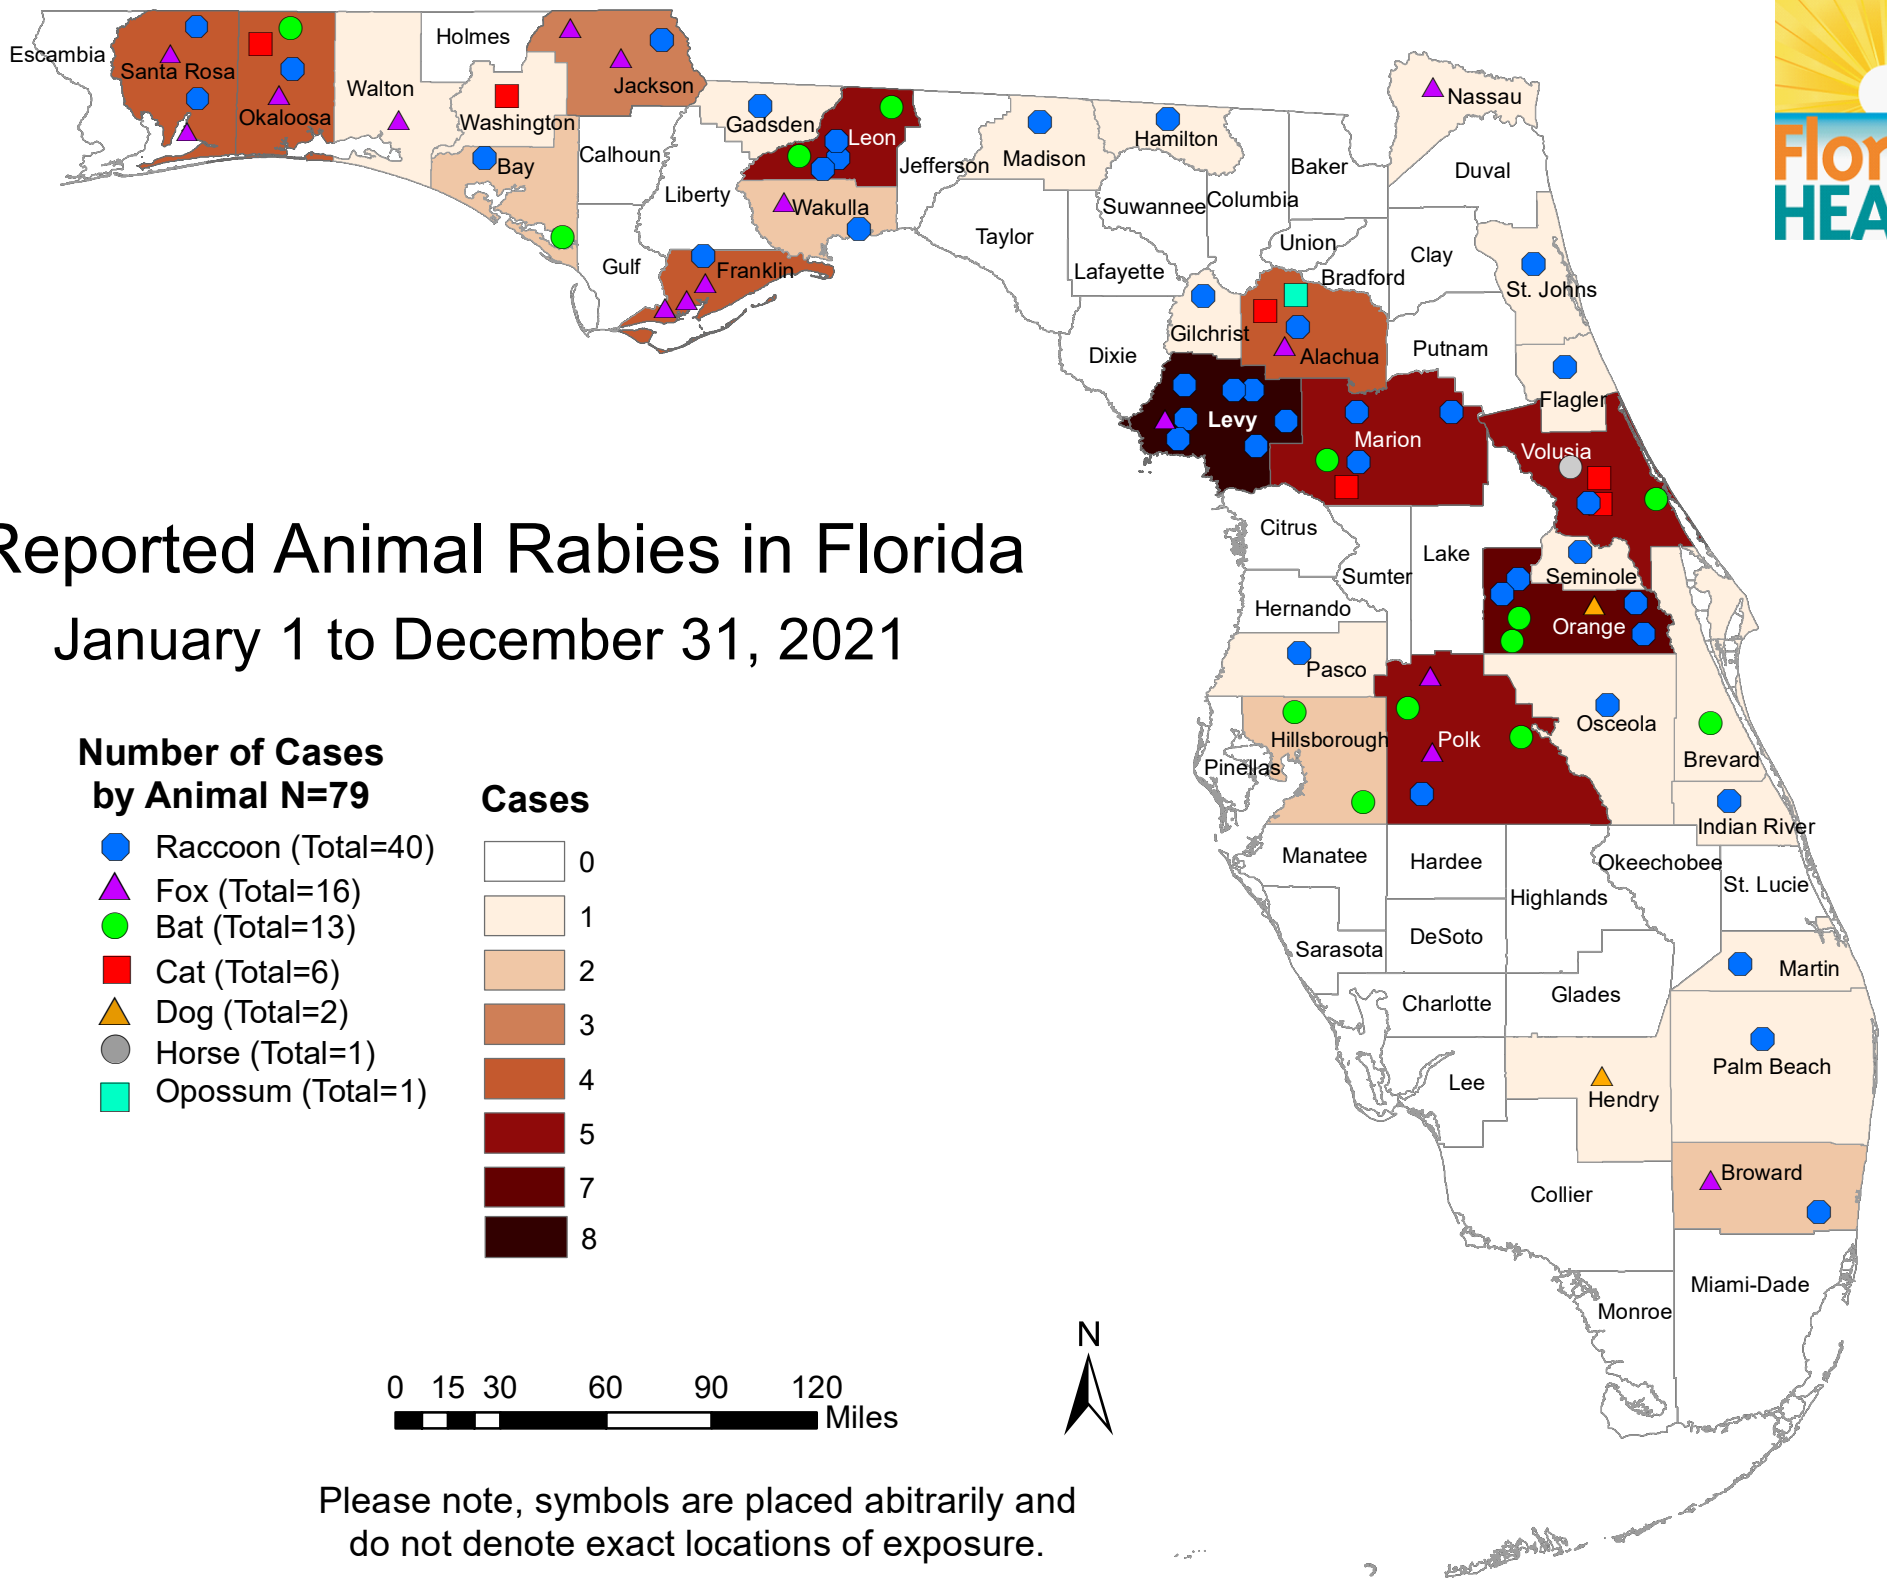 Escambia
Santa Rosa
Okaloosa
Walton
Holmes
Washington
Jackson
Bay
Calhoun
Gulf
Liberty
Gadsden
Leon
Wakulla
Franklin
Jefferson
Madison
Taylor
Hamilton
Suwannee
Lafayette
Columbia
Baker
Union
Bradford
Nassau
Duval
Clay
St. Johns
Gilchrist
Alachua
Putnam
Dixie
Levy
Marion
Flagler
Volusia
Citrus
Sumter
Lake
Seminole
Orange
Hernando
Pasco
Hillsborough
Pinellas
Polk
Osceola
Brevard
Indian River
Manatee
Hardee
Highlands
Okeechobee
St. Lucie
Sarasota
DeSoto
Martin
Charlotte
Glades
Lee
Hendry
Palm Beach
Collier
Broward
Monroe
Miami-Dade
Flor
HEA
Reported Animal Rabies in Florida
January 1 to December 31, 2021
Number of Cases
by Animal N=79
Raccoon (Total=40)
Fox (Total=16)
Bat (Total=13)
Cat (Total=6)
Dog (Total=2)
Horse (Total=1)
Opossum (Total=1)
Cases
0
1
2
3
4
5
7
8
N
0 15 30 60 90 120
Miles
Please note, symbols are placed abitrarily and
do not denote exact locations of exposure.